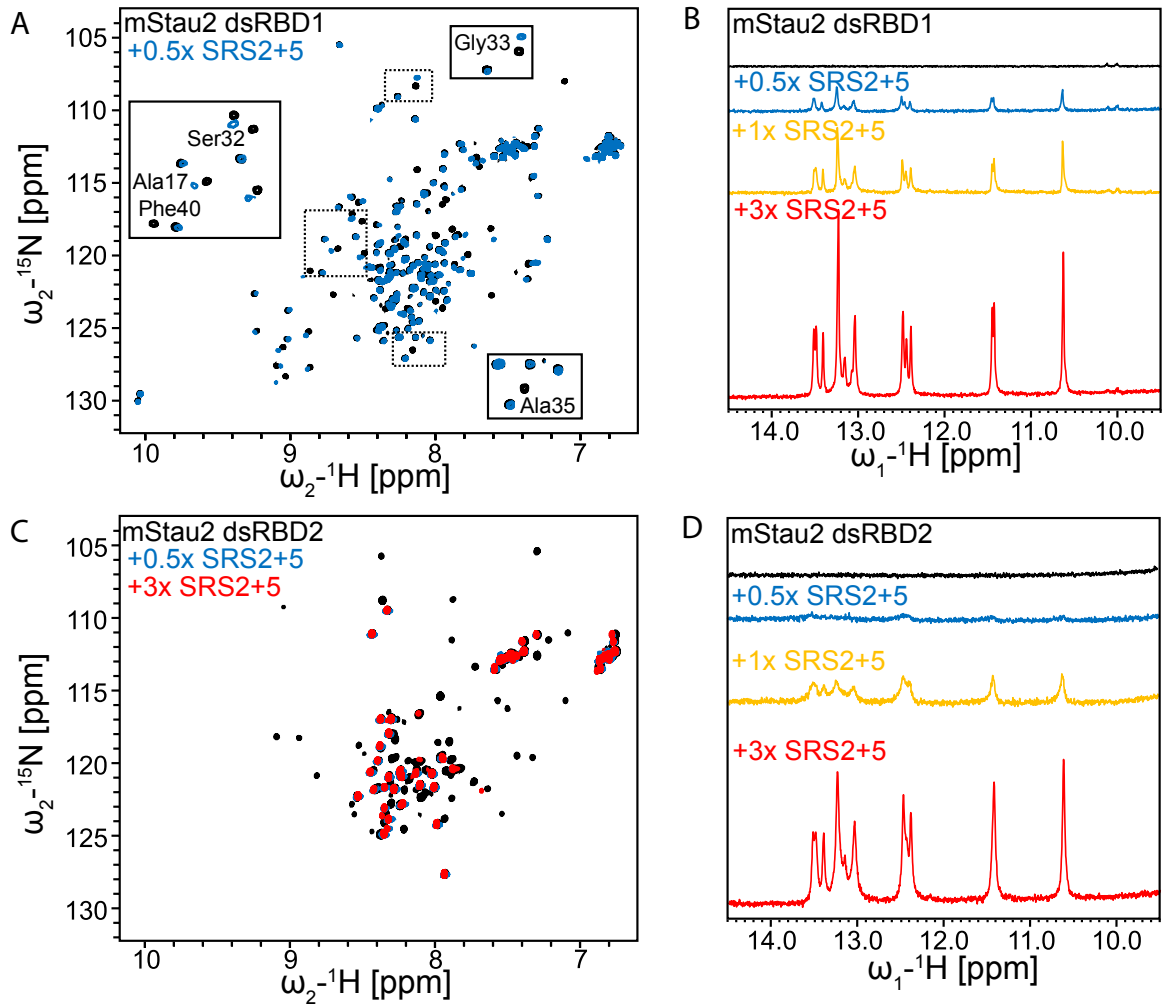 A
mStau2 dsRBD1
+0.5x SRS2+5
Gly33
Ser32
Ala17
Phe40
Ala35
105
110
115
120
125
130
ω2-15N [ppm]
10
9
8
7
ω2-1H [ppm]
B
mStau2 dsRBD1
+0.5x SRS2+5
+1x SRS2+5
+3x SRS2+5
14.0
13.0
12.0
11.0
10.0
ω1-1H [ppm]
C
mStau2 dsRBD2
+0.5x SRS2+5
+3x SRS2+5
105
110
115
120
125
130
ω2-15N [ppm]
10
9
8
7
ω2-1H [ppm]
D
mStau2 dsRBD2
+0.5x SRS2+5
+1x SRS2+5
+3x SRS2+5
14.0
13.0
12.0
11.0
10.0
ω1-1H [ppm]